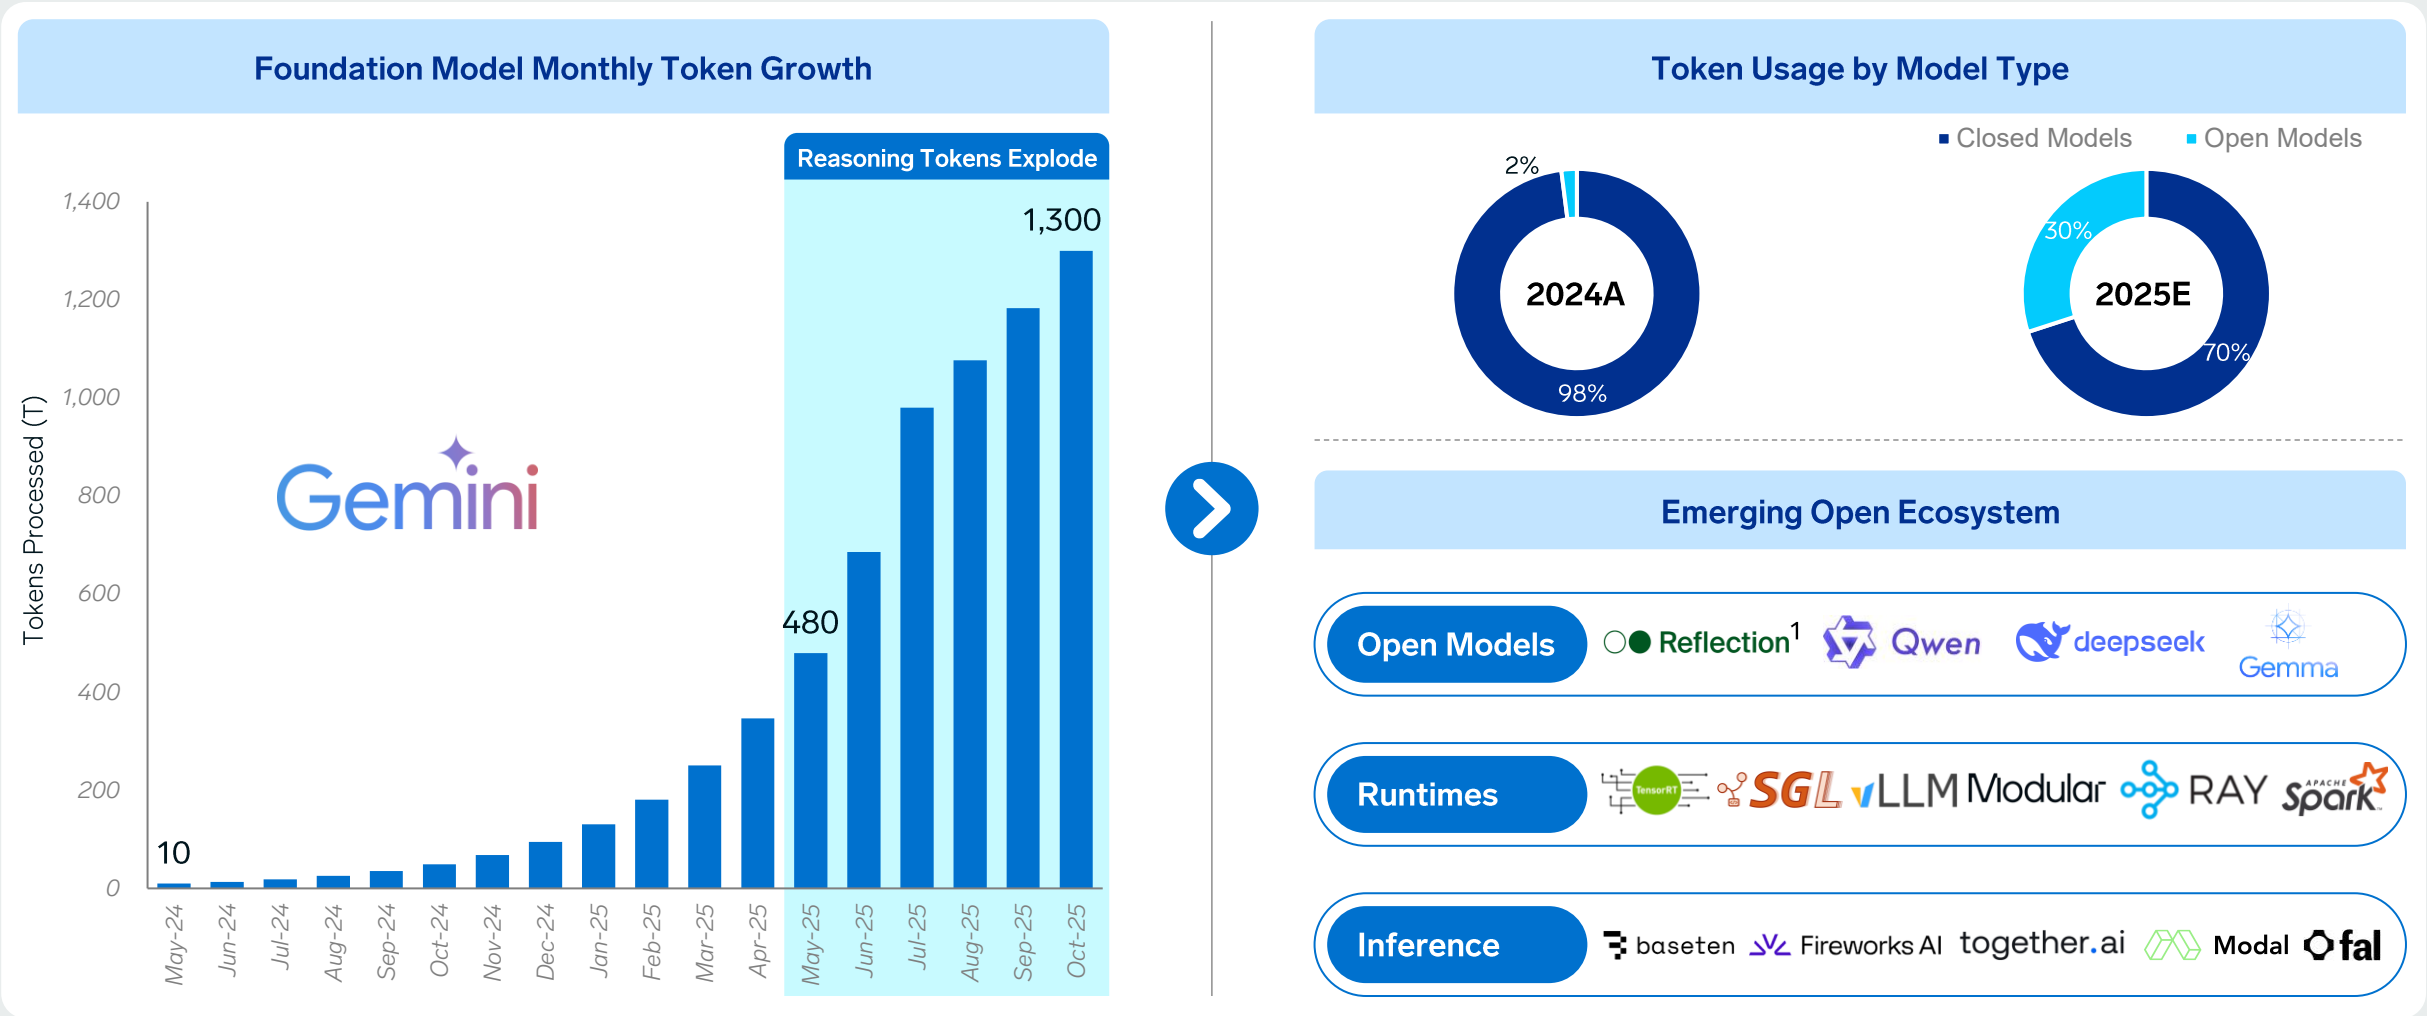 Foundation Model Monthly Token Growth
Reasoning Tokens Explode
Tokens Processed (T)
1,400
1,200
1,000
800
600
400
200
0
10
480
1,300
Gemini
May-24
Jun-24
Jul-24
Aug-24
Sep-24
Oct-24
Nov-24
Dec-24
Jan-25
Feb-25
Mar-25
Apr-25
May-25
Jun-25
Jul-25
Aug-25
Sep-25
Oct-25
Token Usage by Model Type
Closed Models Open Models
2%
2024A
98%
30%
2025E
70%
Emerging Open Ecosystem
Open Models Reflection¹ Qwen deepseek Gemma
Runtimes TensorRT SGL vLLM Modular RAY APACHE Spark™
Inference baseten Fireworks AI together.ai Modal fal